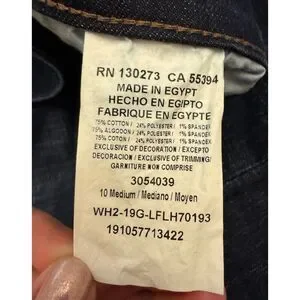 RN 130273 CA 55394
MADE IN EGYPT
HECHO EN EGIPTO
FABRIQUE EN EGYPTE
75% COTTON / 24% POLYESTER / 1% SPANDEX
75% ALGODON / 24% POLIESTER / 1% SPANDEX
75% COTON / 24% POLYESTER / 1% SPANDEX
EXCLUSIVE OF DECORATION / EXCEPTO
DECORACION / EXCLUSIVE OF TRIMMING/
GARNITURE NON COMPRISE
3054039
10 Medium / Mediano / Moyen
WH2-19G-LFLH70193
191057713422